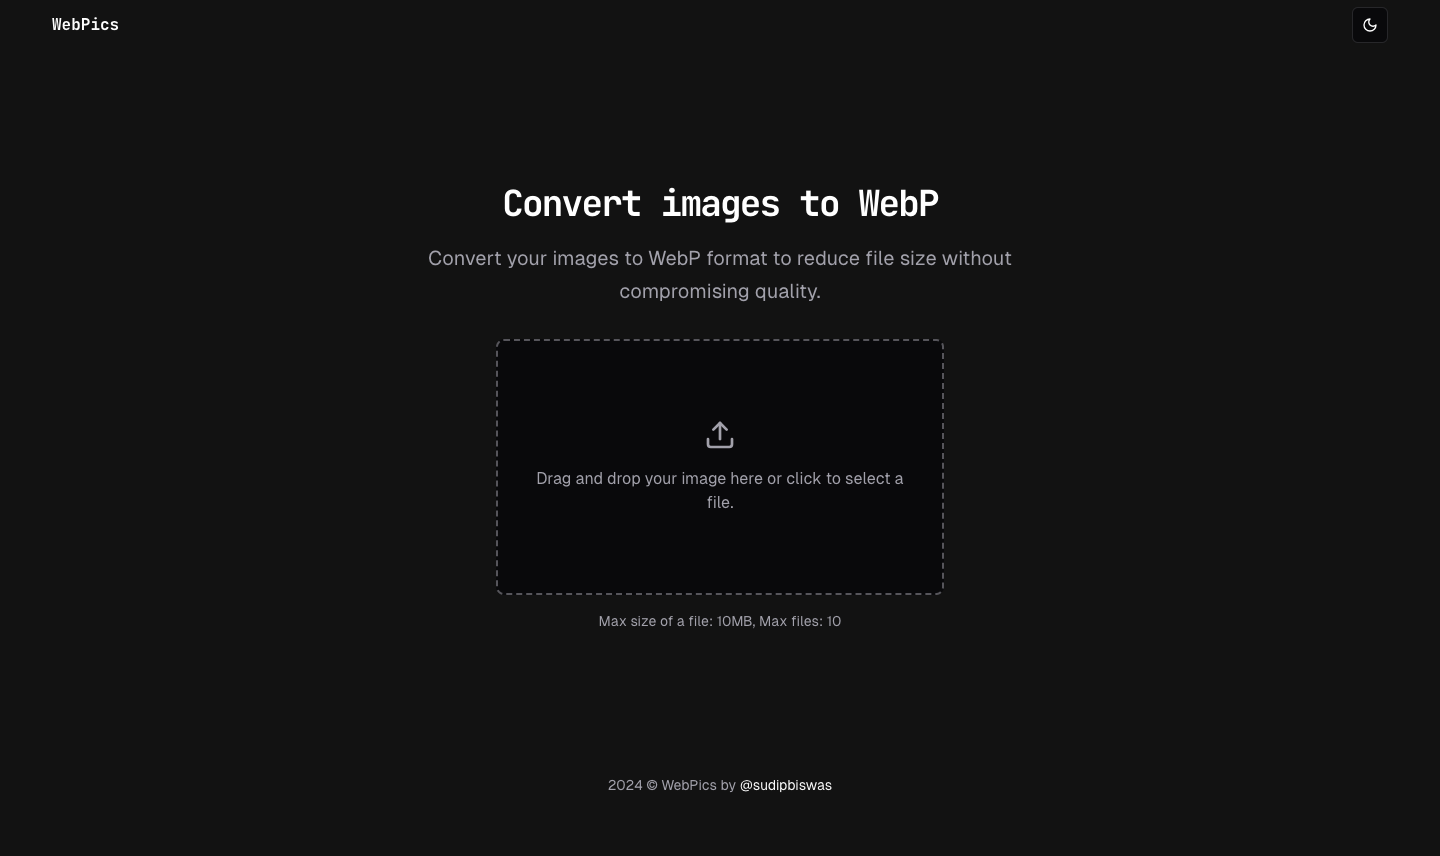 WebPics
Convert images to WebP
Convert your images to WebP format to reduce file size without
compromising quality.
Drag and drop your image here or click to select a
file.
Max size of a file: 10MB, Max files: 10
2024 © WebPics by @sudipbiswas